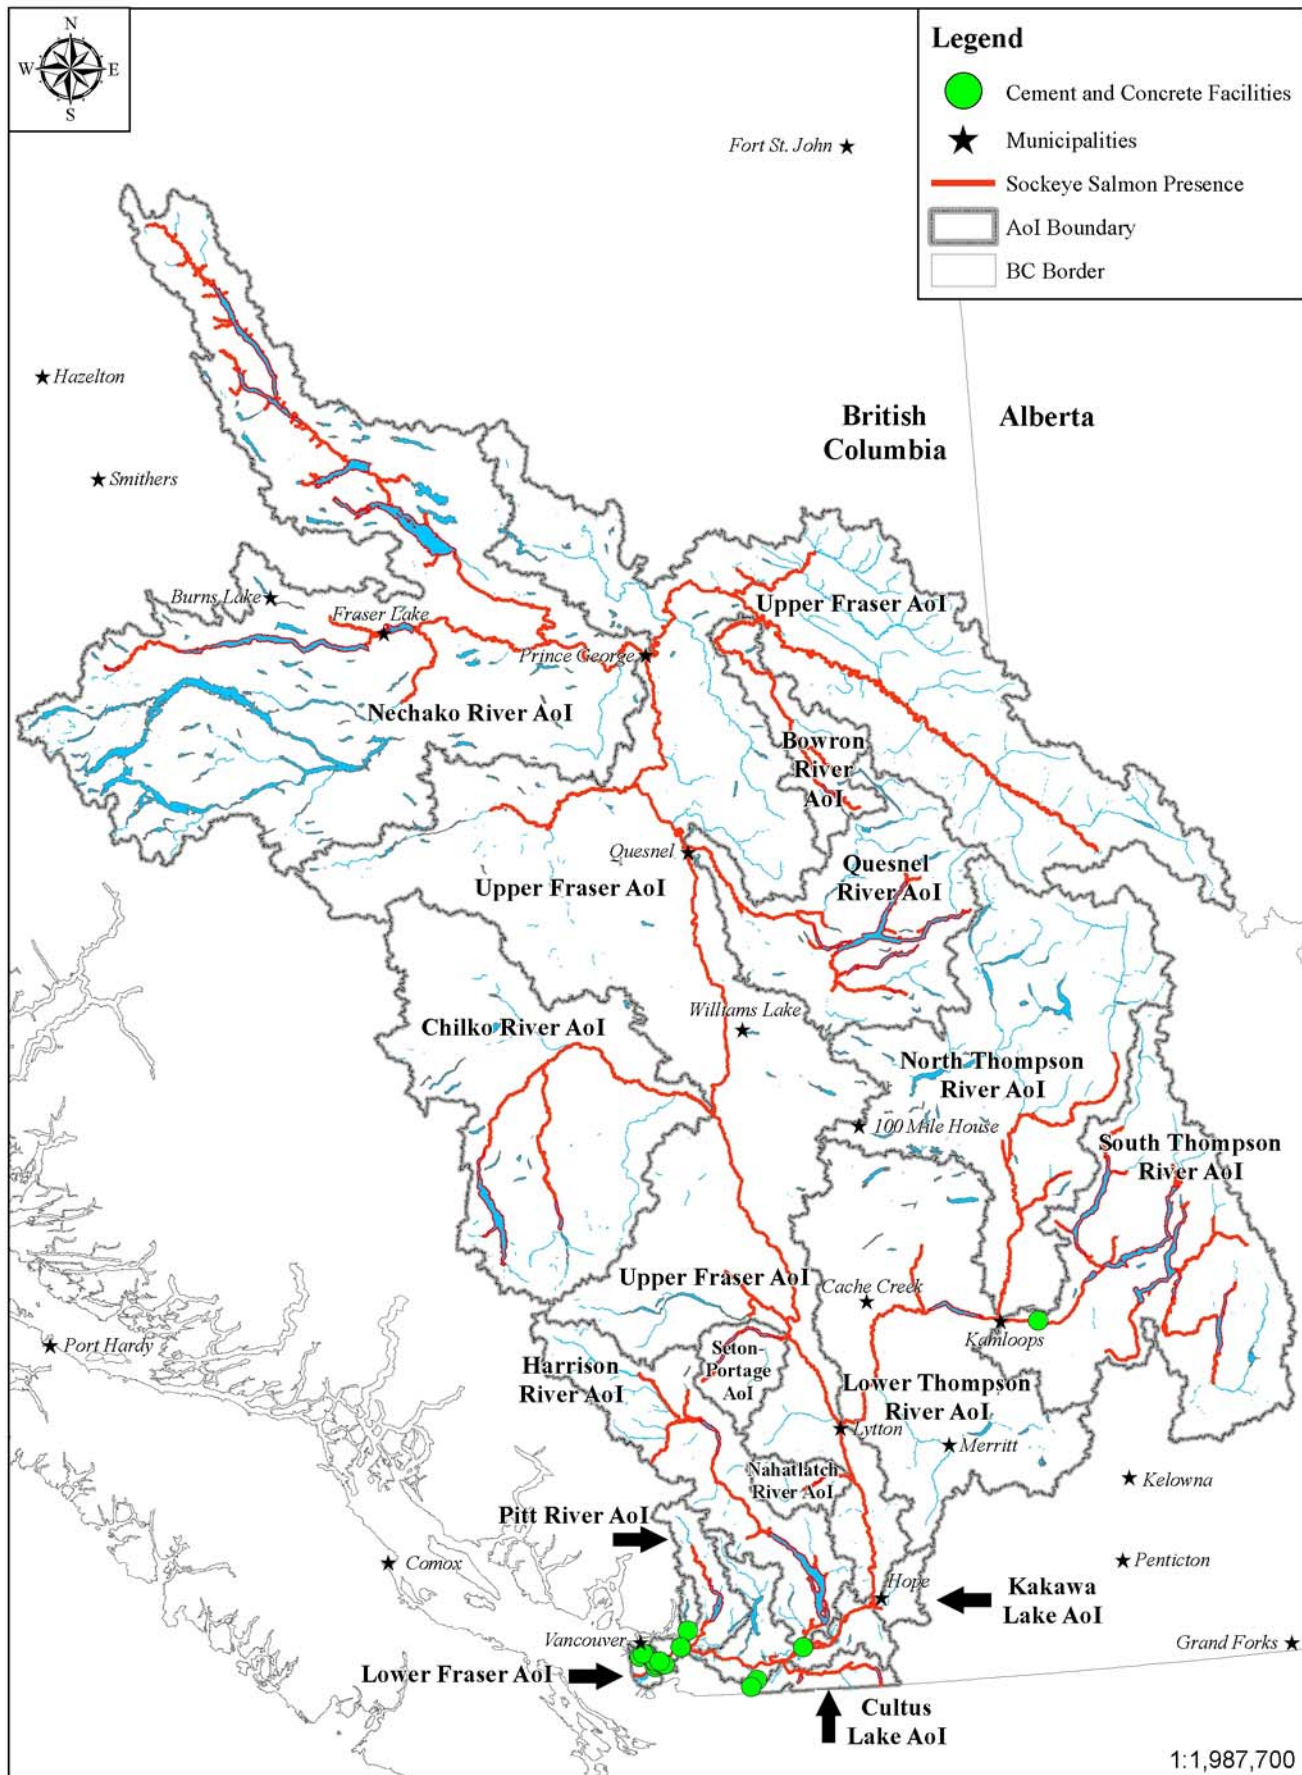 N
W
E
S
Legend
Cement and Concrete Facilities
Municipalities
Sockeye Salmon Presence
AoI Boundary
BC Border
Fort St. John
Hazelton
British
Columbia
Alberta
Smithers
Burns Lake
Fraser Lake
Upper Fraser AoI
Prince George
Nechako River AoI
Bowron
River
AoI
Quesnel
Quesnel
River AoI
Upper Fraser AoI
Williams Lake
Chilko River AoI
North Thompson
River AoI
100 Mile House
South Thompson
River AoI
Upper Fraser AoI
Cache Creek
Kamloops
Port Hardy
Harrison
River AoI
Seton-
Portage
AoI
Lower Thompson
River AoI
Lytton
Merritt
Nahatlatch
River AoI
Kelowna
Pitt River AoI
Comox
Penticton
Hope
Kakawa
Lake AoI
Vancouver
Grand Forks
Lower Fraser AoI
Cultus
Lake AoI
1:1,987,700